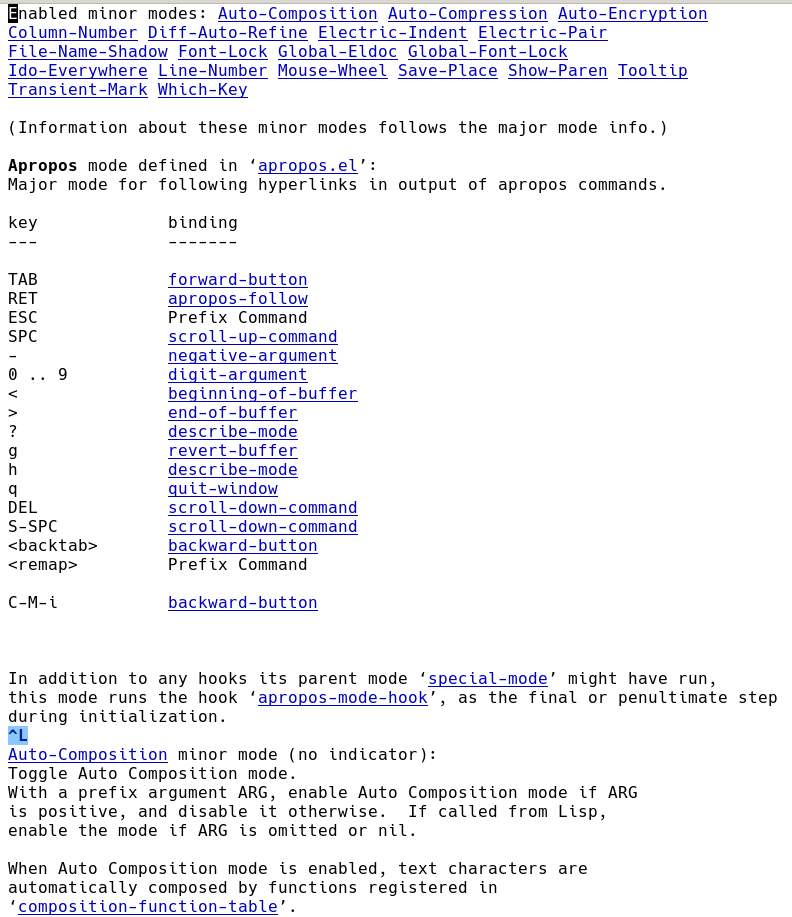 Enabled minor modes: Auto-Composition Auto-Compression Auto-Encryption
Column-Number Diff-Auto-Refine Electric-Indent Electric-Pair
File-Name-Shadow Font-Lock Global-Eldoc Global-Font-Lock
Ido-Everywhere Line-Number Mouse-Wheel Save-Place Show-Paren Tooltip
Transient-Mark Which-Key
(Information about these minor modes follows the major mode info.)
Apropos mode defined in ‘apropos.el’:
Major mode for following hyperlinks in output of apropos commands.
key             binding
---             -------
TAB             forward-button
RET             apropos-follow
ESC             Prefix Command
SPC             scroll-up-command
-               negative-argument
0 .. 9          digit-argument
<               beginning-of-buffer
>               end-of-buffer
?               describe-mode
g               revert-buffer
h               describe-mode
q               quit-window
DEL             scroll-down-command
S-SPC           scroll-down-command
<backtab>       backward-button
<remap>         Prefix Command
C-M-i           backward-button
In addition to any hooks its parent mode ‘special-mode’ might have run,
this mode runs the hook ‘apropos-mode-hook’, as the final or penultimate step
during initialization.
^L
Auto-Composition minor mode (no indicator):
Toggle Auto Composition mode.
With a prefix argument ARG, enable Auto Composition mode if ARG
is positive, and disable it otherwise.  If called from Lisp,
enable the mode if ARG is omitted or nil.
When Auto Composition mode is enabled, text characters are
automatically composed by functions registered in
‘composition-function-table’.